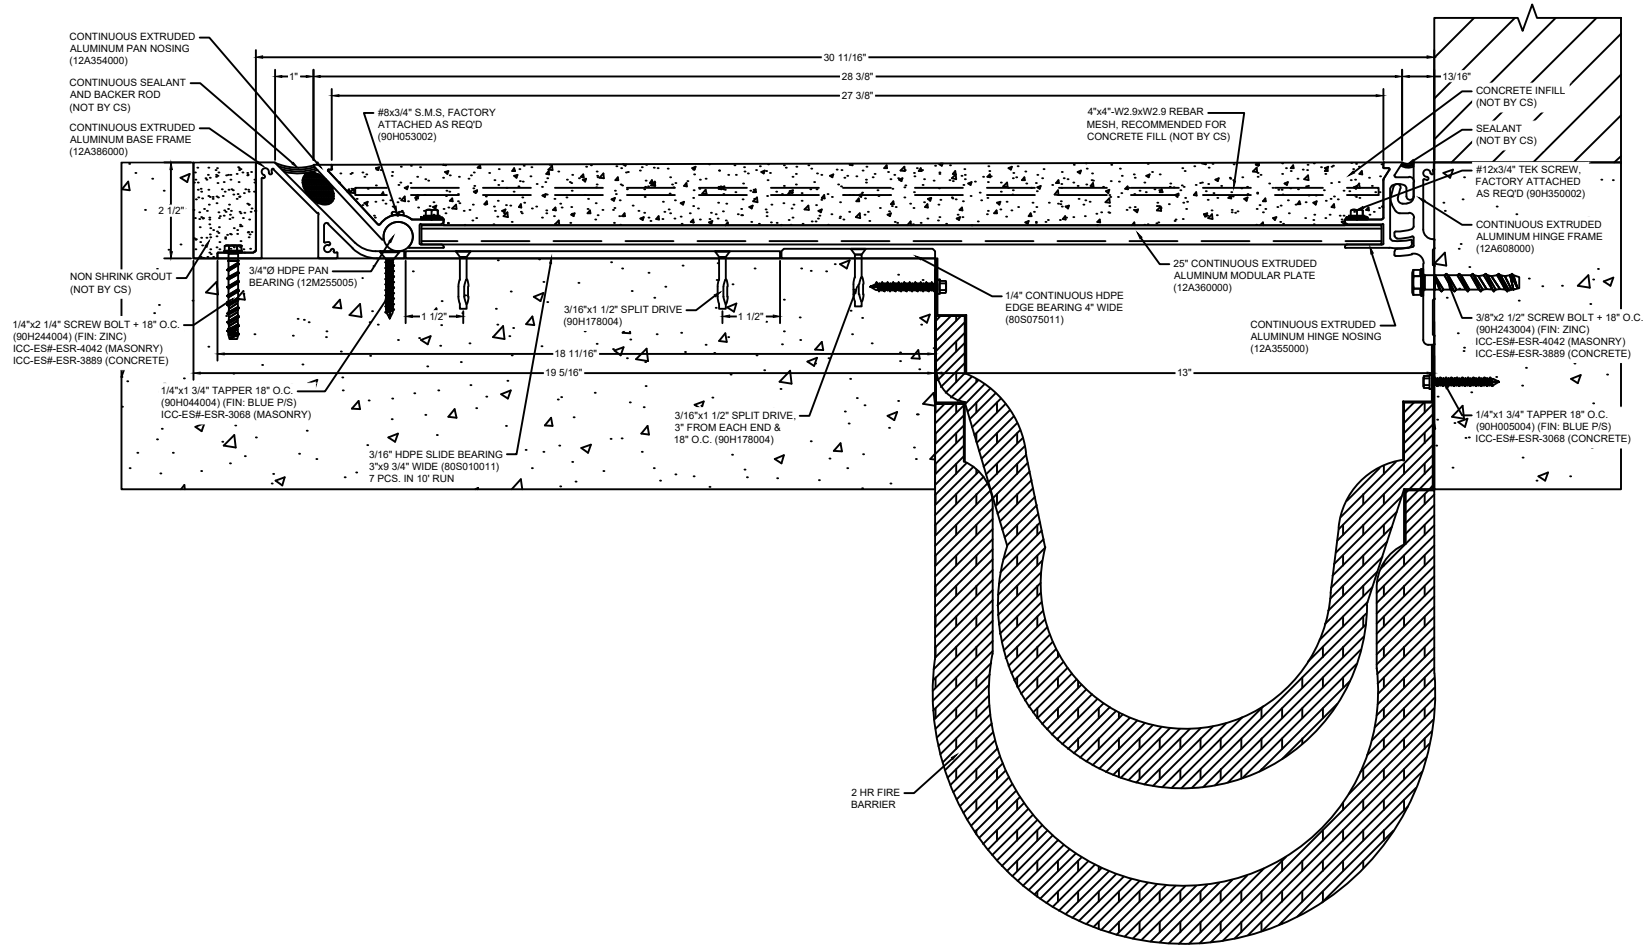 CONTINUOUS EXTRUDED
ALUMINUM PAN NOSING
(12A354000)
CONTINUOUS SEALANT
AND BACKER ROD
(NOT BY CS)
CONTINUOUS EXTRUDED
ALUMINUM BASE FRAME
(12A386000)
30 11/16"
1"
28 3/8"
13/16"
27 3/8"
#8x3/4" S.M.S, FACTORY
ATTACHED AS REQ'D
(90H053002)
4"x4"-W2.9xW2.9 REBAR
MESH, RECOMMENDED FOR
CONCRETE FILL (NOT BY CS)
CONCRETE INFILL
(NOT BY CS)
SEALANT
(NOT BY CS)
#12x3/4" TEK SCREW,
FACTORY ATTACHED
AS REQ'D (90H350002)
CONTINUOUS EXTRUDED
ALUMINUM HINGE FRAME
(12A608000)
2 1/2"
NON SHRINK GROUT
(NOT BY CS)
3/4"Ø HDPE PAN
BEARING (12M255005)
25" CONTINUOUS EXTRUDED
ALUMINUM MODULAR PLATE
(12A360000)
1/4" CONTINUOUS HDPE
EDGE BEARING 4" WIDE
(80S075011)
3/16"x1 1/2" SPLIT DRIVE
(90H178004)
1 1/2"
1 1/2"
1/4"x2 1/4" SCREW BOLT + 18" O.C.
(90H244004) (FIN: ZINC)
ICC-ES#-ESR-4042 (MASONRY)
ICC-ES#-ESR-3889 (CONCRETE)
CONTINUOUS EXTRUDED
ALUMINUM HINGE NOSING
(12A355000)
3/8"x2 1/2" SCREW BOLT + 18" O.C.
(90H243004) (FIN: ZINC)
ICC-ES#-ESR-4042 (MASONRY)
ICC-ES#-ESR-3889 (CONCRETE)
18 11/16"
19 5/16"
13"
1/4"x1 3/4" TAPPER 18" O.C.
(90H044004) (FIN: BLUE P/S)
ICC-ES#-ESR-3068 (MASONRY)
3/16"x1 1/2" SPLIT DRIVE,
3" FROM EACH END &
18" O.C. (90H178004)
1/4"x1 3/4" TAPPER 18" O.C.
(90H005004) (FIN: BLUE P/S)
ICC-ES#-ESR-3068 (CONCRETE)
3/16" HDPE SLIDE BEARING
3"x9 3/4" WIDE (80S010011)
7 PCS. IN 10' RUN
2 HR FIRE
BARRIER